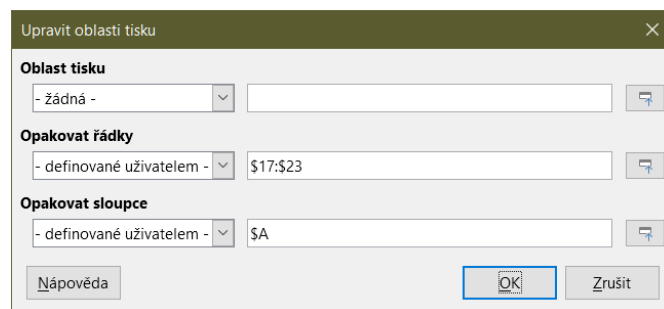 Upravit oblasti tisku
Oblast tisku
- žádná -
Opakovat řádky
- definované uživatelem - $17:$23
Opakovat sloupce
- definované uživatelem - $A
Nápověda OK Zrušit